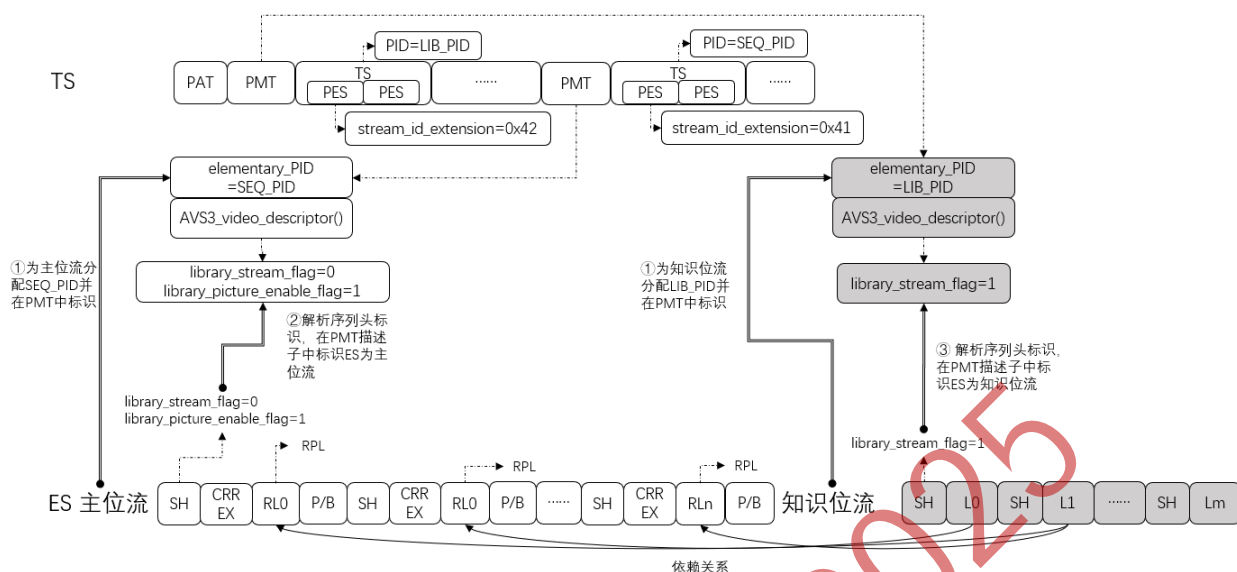 PID=LIB_PID
PID=SEQ_PID
TS
PAT
PMT
TS
PES
PES
……
PMT
TS
PES
PES
……
stream_id_extension=0x42
stream_id_extension=0x41
elementary_PID
=SEQ_PID
AVS3_video_descriptor()
elementary_PID
=LIB_PID
AVS3_video_descriptor()
①为主位流分
配SEQ_PID并
在PMT中标识
library_stream_flag=0
library_picture_enable_flag=1
①为知识位流
分配LIB_PID并
在PMT中标识
library_stream_flag=1
②解析序列头标
识，在PMT描述
子中标识ES为主
位流
③ 解析序列头标识，
在PMT描述子中标
识ES为知识位流
library_stream_flag=0
library_picture_enable_flag=1
library_stream_flag=1
RPL
RPL
RPL
ES 主位流
SH
CRR
EX
RL0
P/B
SH
CRR
EX
RL0
P/B
……
SH
CRR
EX
RLn
P/B
知识位流
SH
L0
SH
L1
……
SH
Lm
依赖关系
2025